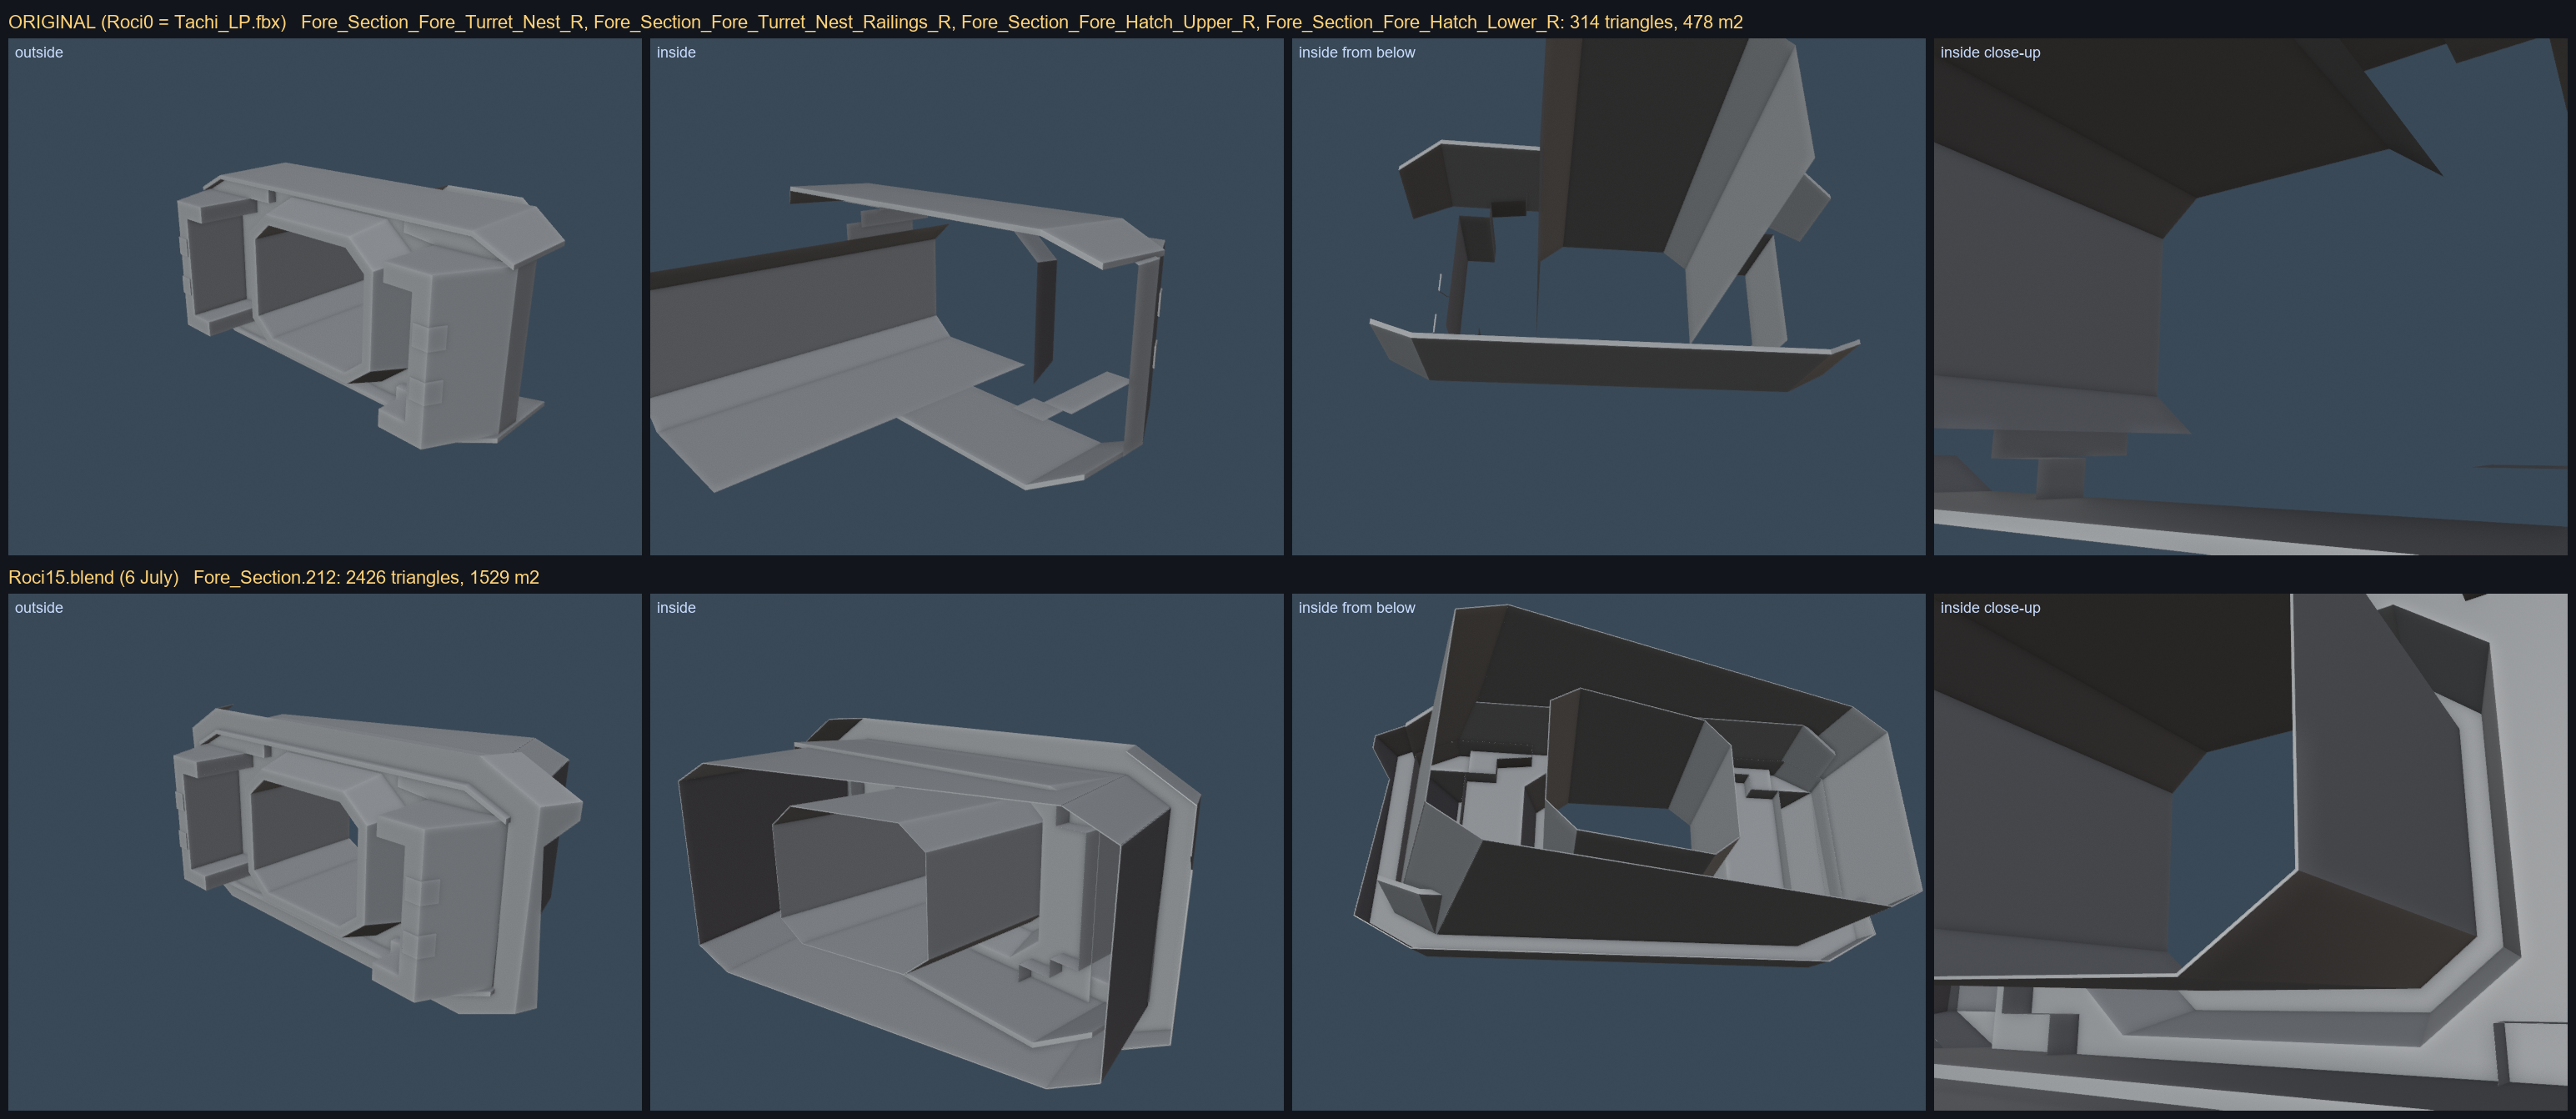 ORIGINAL (Roci0 = Tachi_LP.fbx)   Fore_Section_Fore_Turret_Nest_R, Fore_Section_Fore_Turret_Nest_Railings_R, Fore_Section_Fore_Hatch_Upper_R, Fore_Section_Fore_Hatch_Lower_R: 314 triangles, 478 m2
outside
inside
inside from below
inside close-up
Roci15.blend (6 July)   Fore_Section.212: 2426 triangles, 1529 m2
outside
inside
inside from below
inside close-up